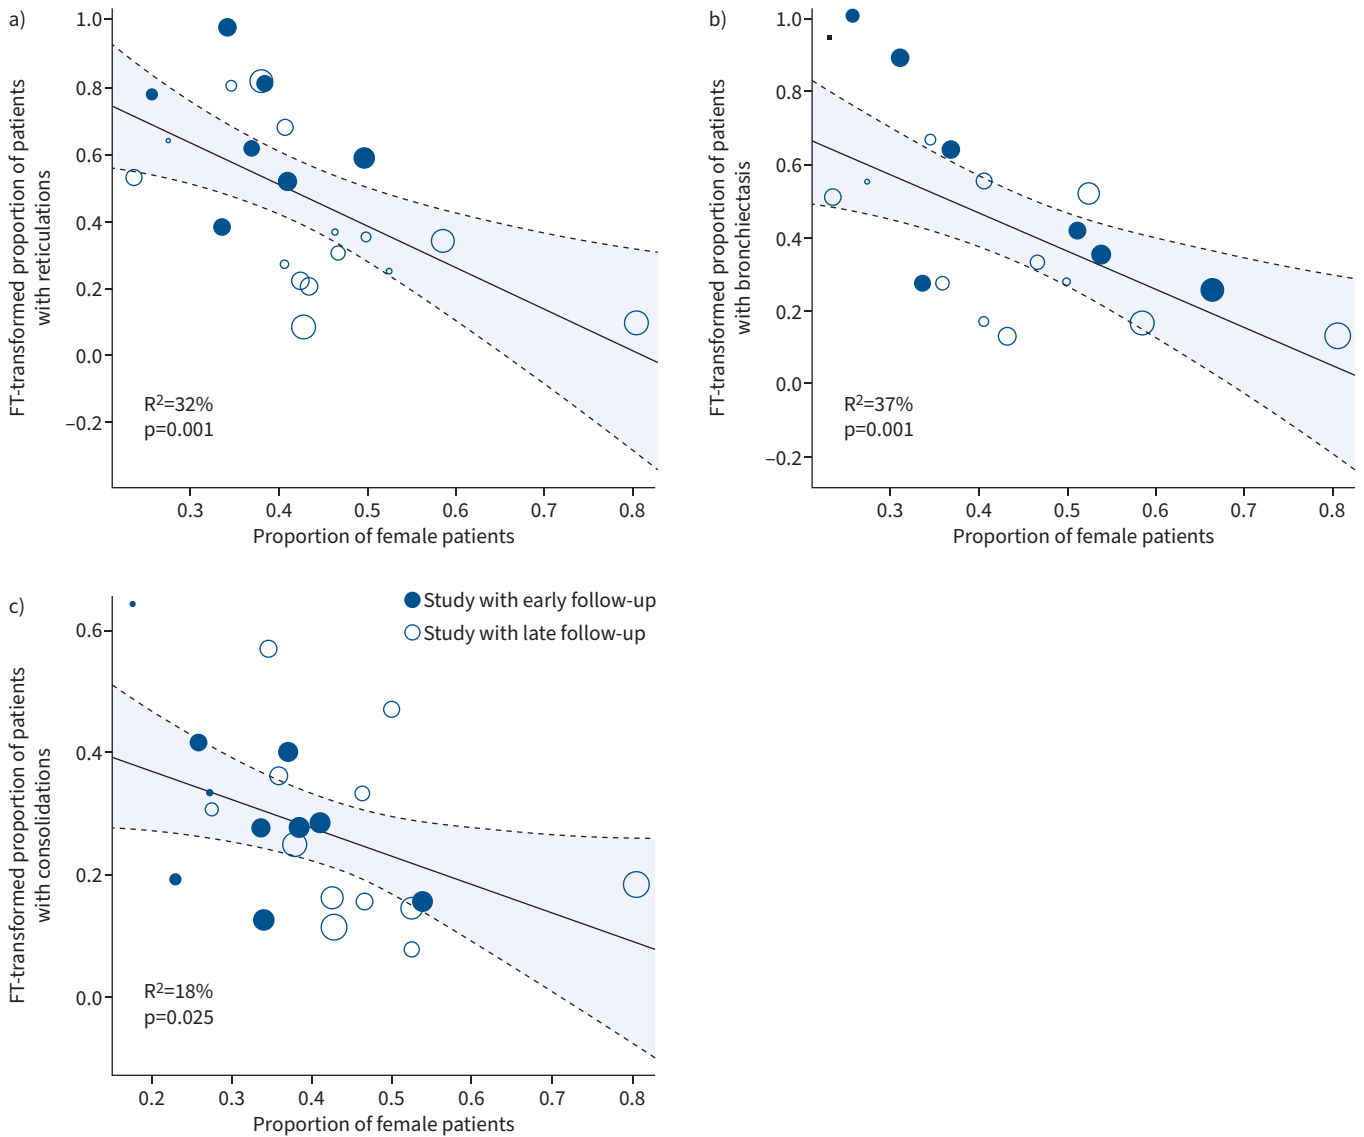 a)
FT-transformed proportion of patients
with reticulations
1.0
0.8
0.6
0.4
0.2
0.0
−0.2
R²=32%
p=0.001
0.3 0.4 0.5 0.6 0.7 0.8
Proportion of female patients
b)
FT-transformed proportion of patients
with bronchiectasis
1.0
0.8
0.6
0.4
0.2
0.0
−0.2
R²=37%
p=0.001
0.3 0.4 0.5 0.6 0.7 0.8
Proportion of female patients
c)
Study with early follow-up
Study with late follow-up
FT-transformed proportion of patients
with consolidations
0.6
0.4
0.2
0.0
R²=18%
p=0.025
0.2 0.3 0.4 0.5 0.6 0.7 0.8
Proportion of female patients